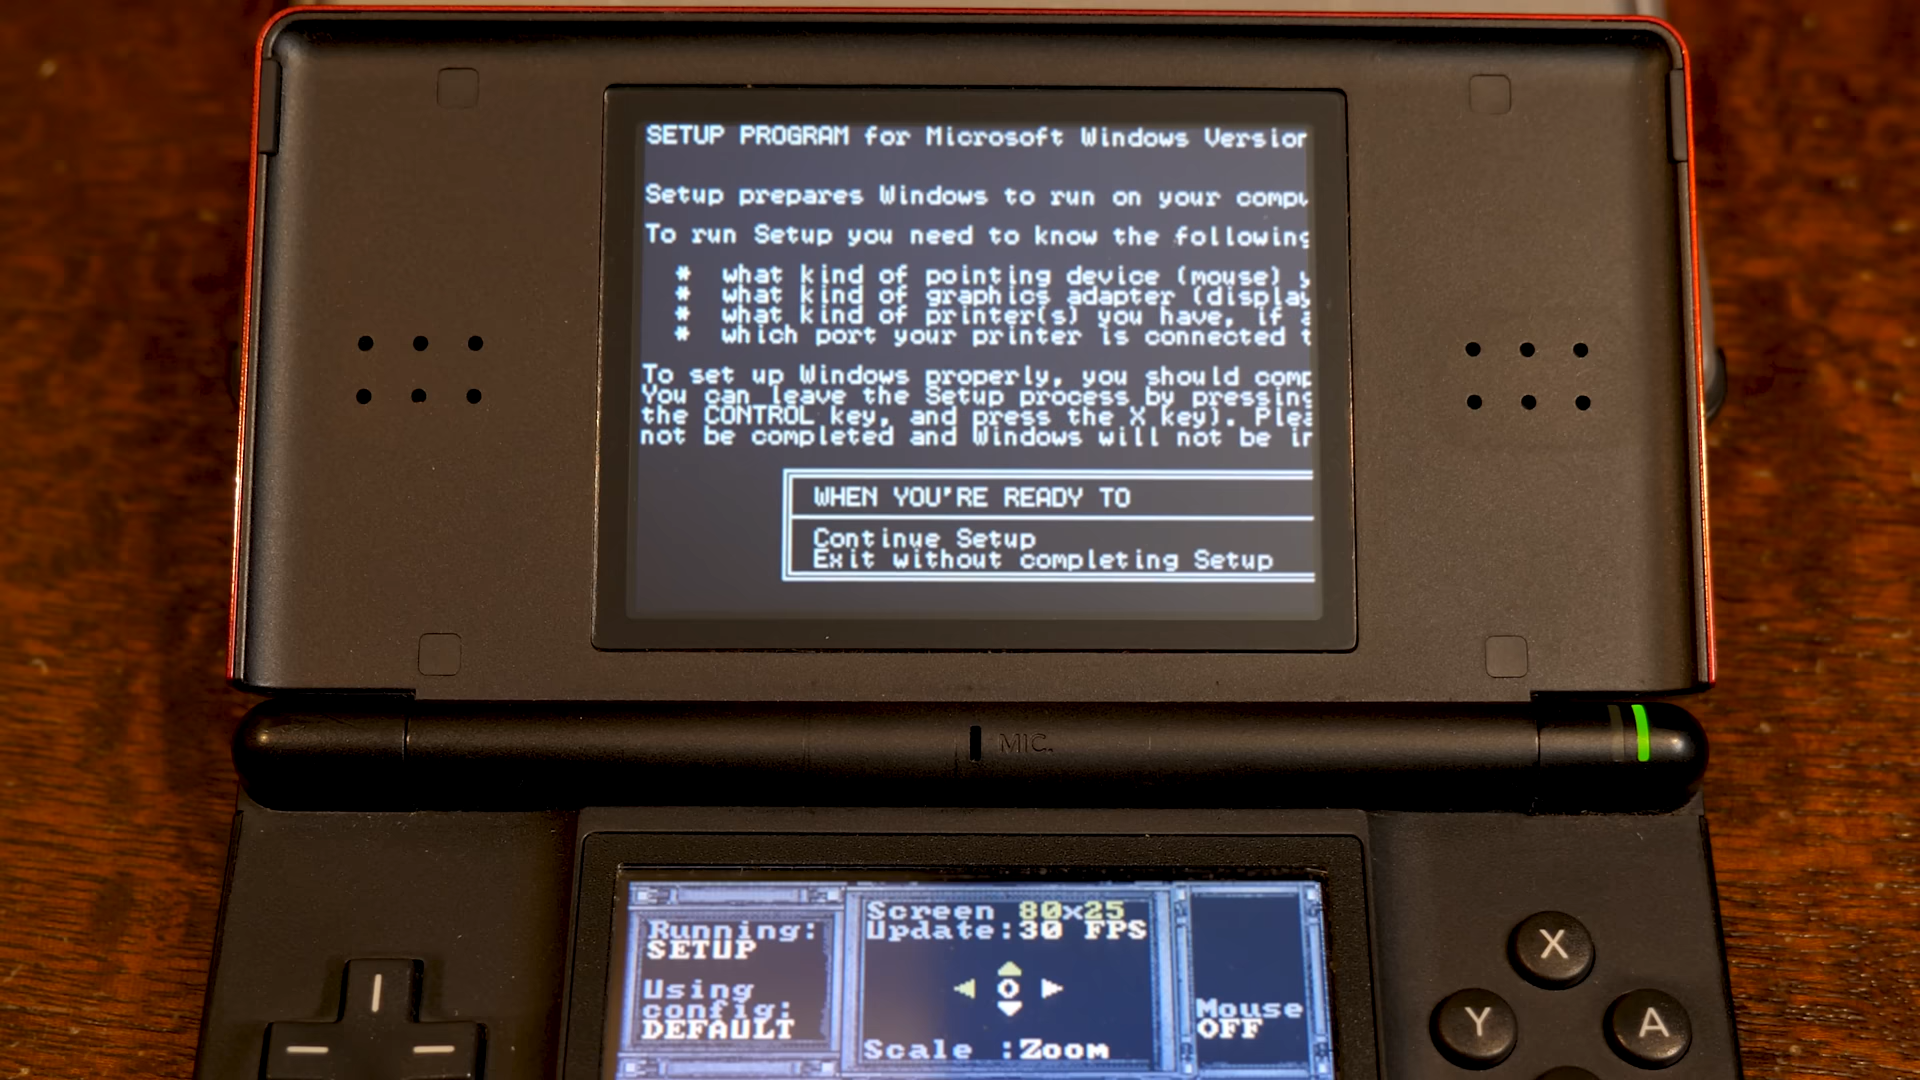 SETUP PROGRAM for Microsoft Windows Version
Setup prepares Windows to run on your compu
To run Setup you need to know the following
* what kind of pointing device (mouse) y
* what kind of graphics adapter (display
* what kind of printer(s) you have, if a
* which port your printer is connected t
To set up Windows properly, you should comp
You can leave the Setup process by pressing
the CONTROL key, and press the X key). Plea
not be completed and Windows will not be in
WHEN YOU'RE READY TO
Continue Setup
Exit without completing Setup
MIC.
Running:
SETUP
Using
config:
DEFAULT
Screen 80x25
Update:30 FPS
Scale :Zoom
Mouse
OFF
X
Y
A